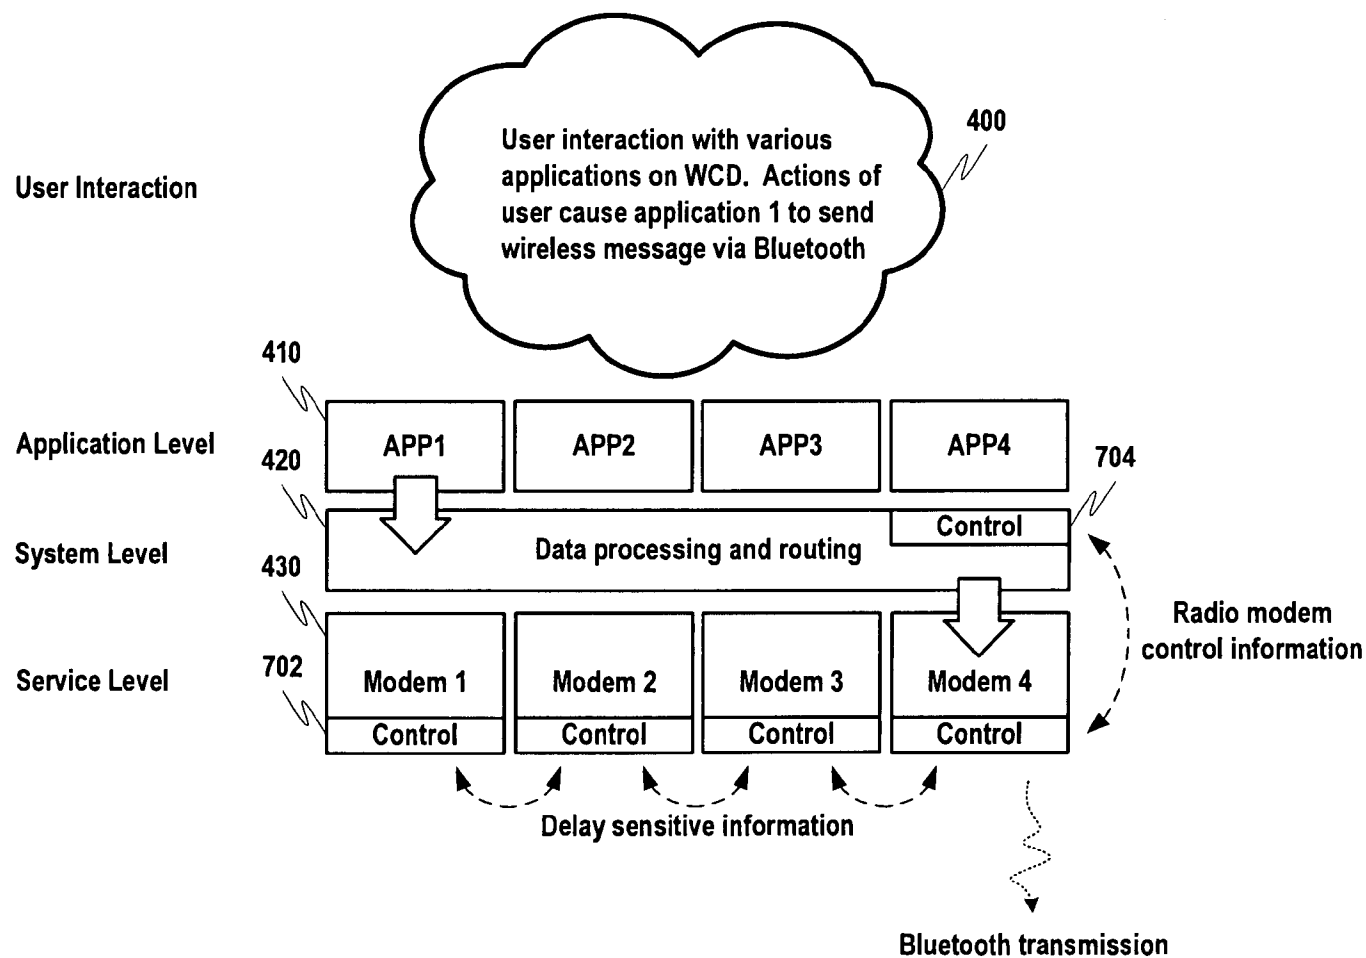 User interaction with various
applications on WCD. Actions of
user cause application 1 to send
wireless message via Bluetooth
400
User Interaction
410
Application Level
APP1
APP2
APP3
APP4
420
704
Control
System Level
Data processing and routing
430
Radio modem
control information
Service Level
702
Modem 1
Modem 2
Modem 3
Modem 4
Control
Control
Control
Control
Delay sensitive information
Bluetooth transmission